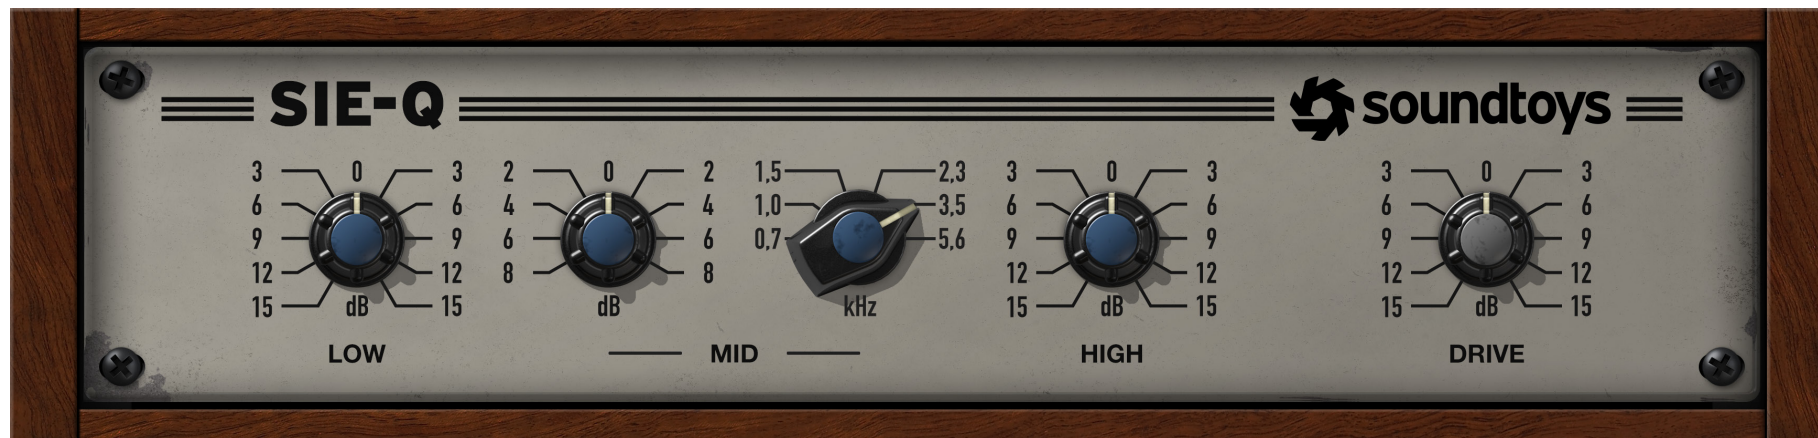 SIE-Q soundtoys
3 0 3 2 0 2 1,5 2,3 3 0 3 3 0 3
6 6 4 4 1,0 3,5 6 6 6 6
9 9 6 6 0,7 5,6 9 9 9 9
12 12 8 8 12 12 12 12
15 dB 15 dB kHz 15 dB 15 15 dB 15
LOW MID HIGH DRIVE